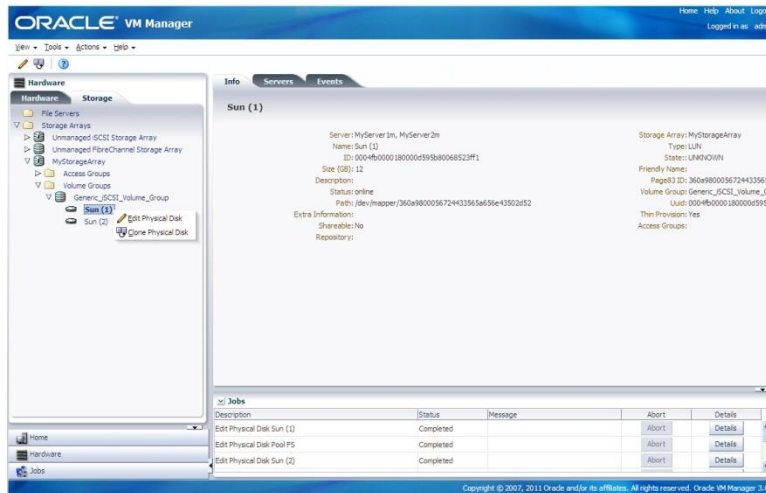 Home Help About Logo
ORACLE VM Manager
Logged in as adm
View Tools Actions Help
Hardware
Hardware Storage
File Servers
Storage Arrays
Unmanaged iSCSI Storage Array
Unmanaged FibreChannel Storage Array
MyStorageArray
Access Groups
Volume Groups
Generic_iSCSI_Volume_Group
Sun (1)
Sun (2)
Edit Physical Disk
Clone Physical Disk
Home
Hardware
Jobs
Info Servers Events
Sun (1)
Server: MyServer1m, MyServer2m
Name: Sun (1)
ID: 0004fb0000180000d595b80068523ff1
Size (GB): 12
Description:
Status: online
Path: /dev/mapper/360a9800056724433565a656e43502d52
Extra Information:
Shareable: No
Repository:
Storage Array: MyStorageArray
Type: LUN
State:: UNKNOWN
Friendly Name:
Page83 ID: 360a9800056724433565
Volume Group: Generic_iSCSI_Volume_G
Uuid: 0004fb0000180000d595
Thin Provision: Yes
Access Groups:
Jobs
Description Status Message Abort Details
Edit Physical Disk Sun (1) Completed Abort Details
Edit Physical Disk Pool FS Completed Abort Details
Edit Physical Disk Sun (2) Completed Abort Details
Copyright © 2007, 2011 Oracle and/or its affiliates. All rights reserved. Oracle VM Manager 3.0